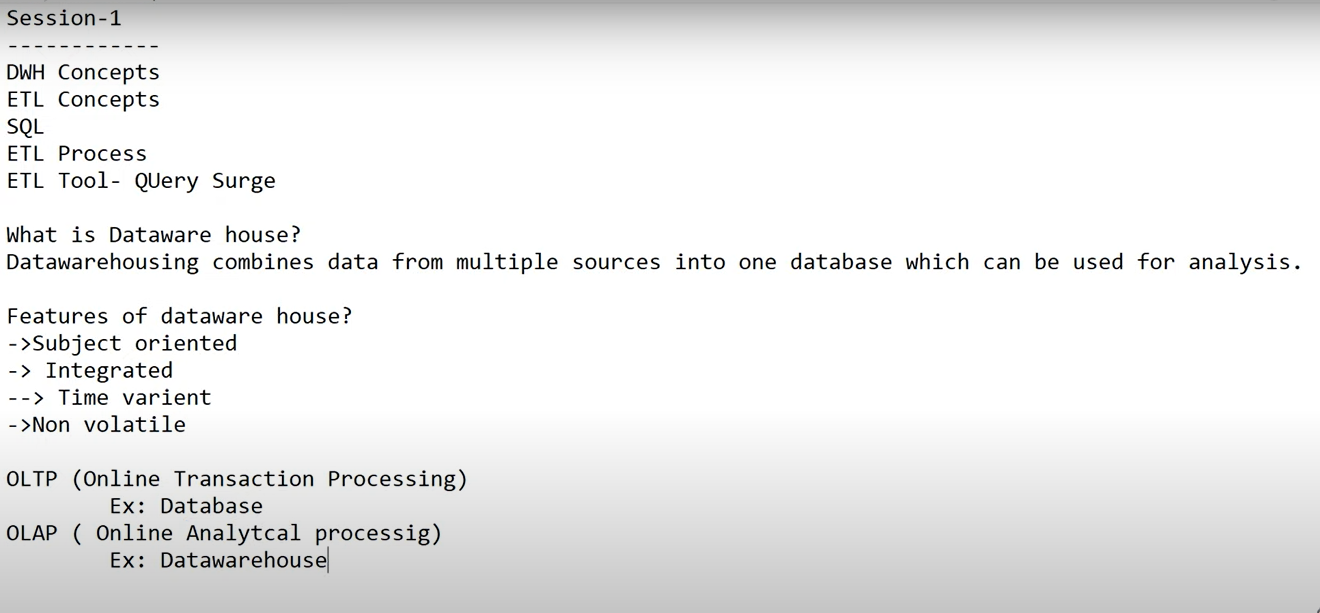 Session-1
------------
DWH Concepts
ETL Concepts
SQL
ETL Process
ETL Tool- QUery Surge
What is Dataware house?
Datawarehousing combines data from multiple sources into one database which can be used for analysis.
Features of dataware house?
->Subject oriented
-> Integrated
--> Time varient
->Non volatile
OLTP (Online Transaction Processing)
Ex: Database
OLAP ( Online Analytcal processig)
Ex: Datawarehouse